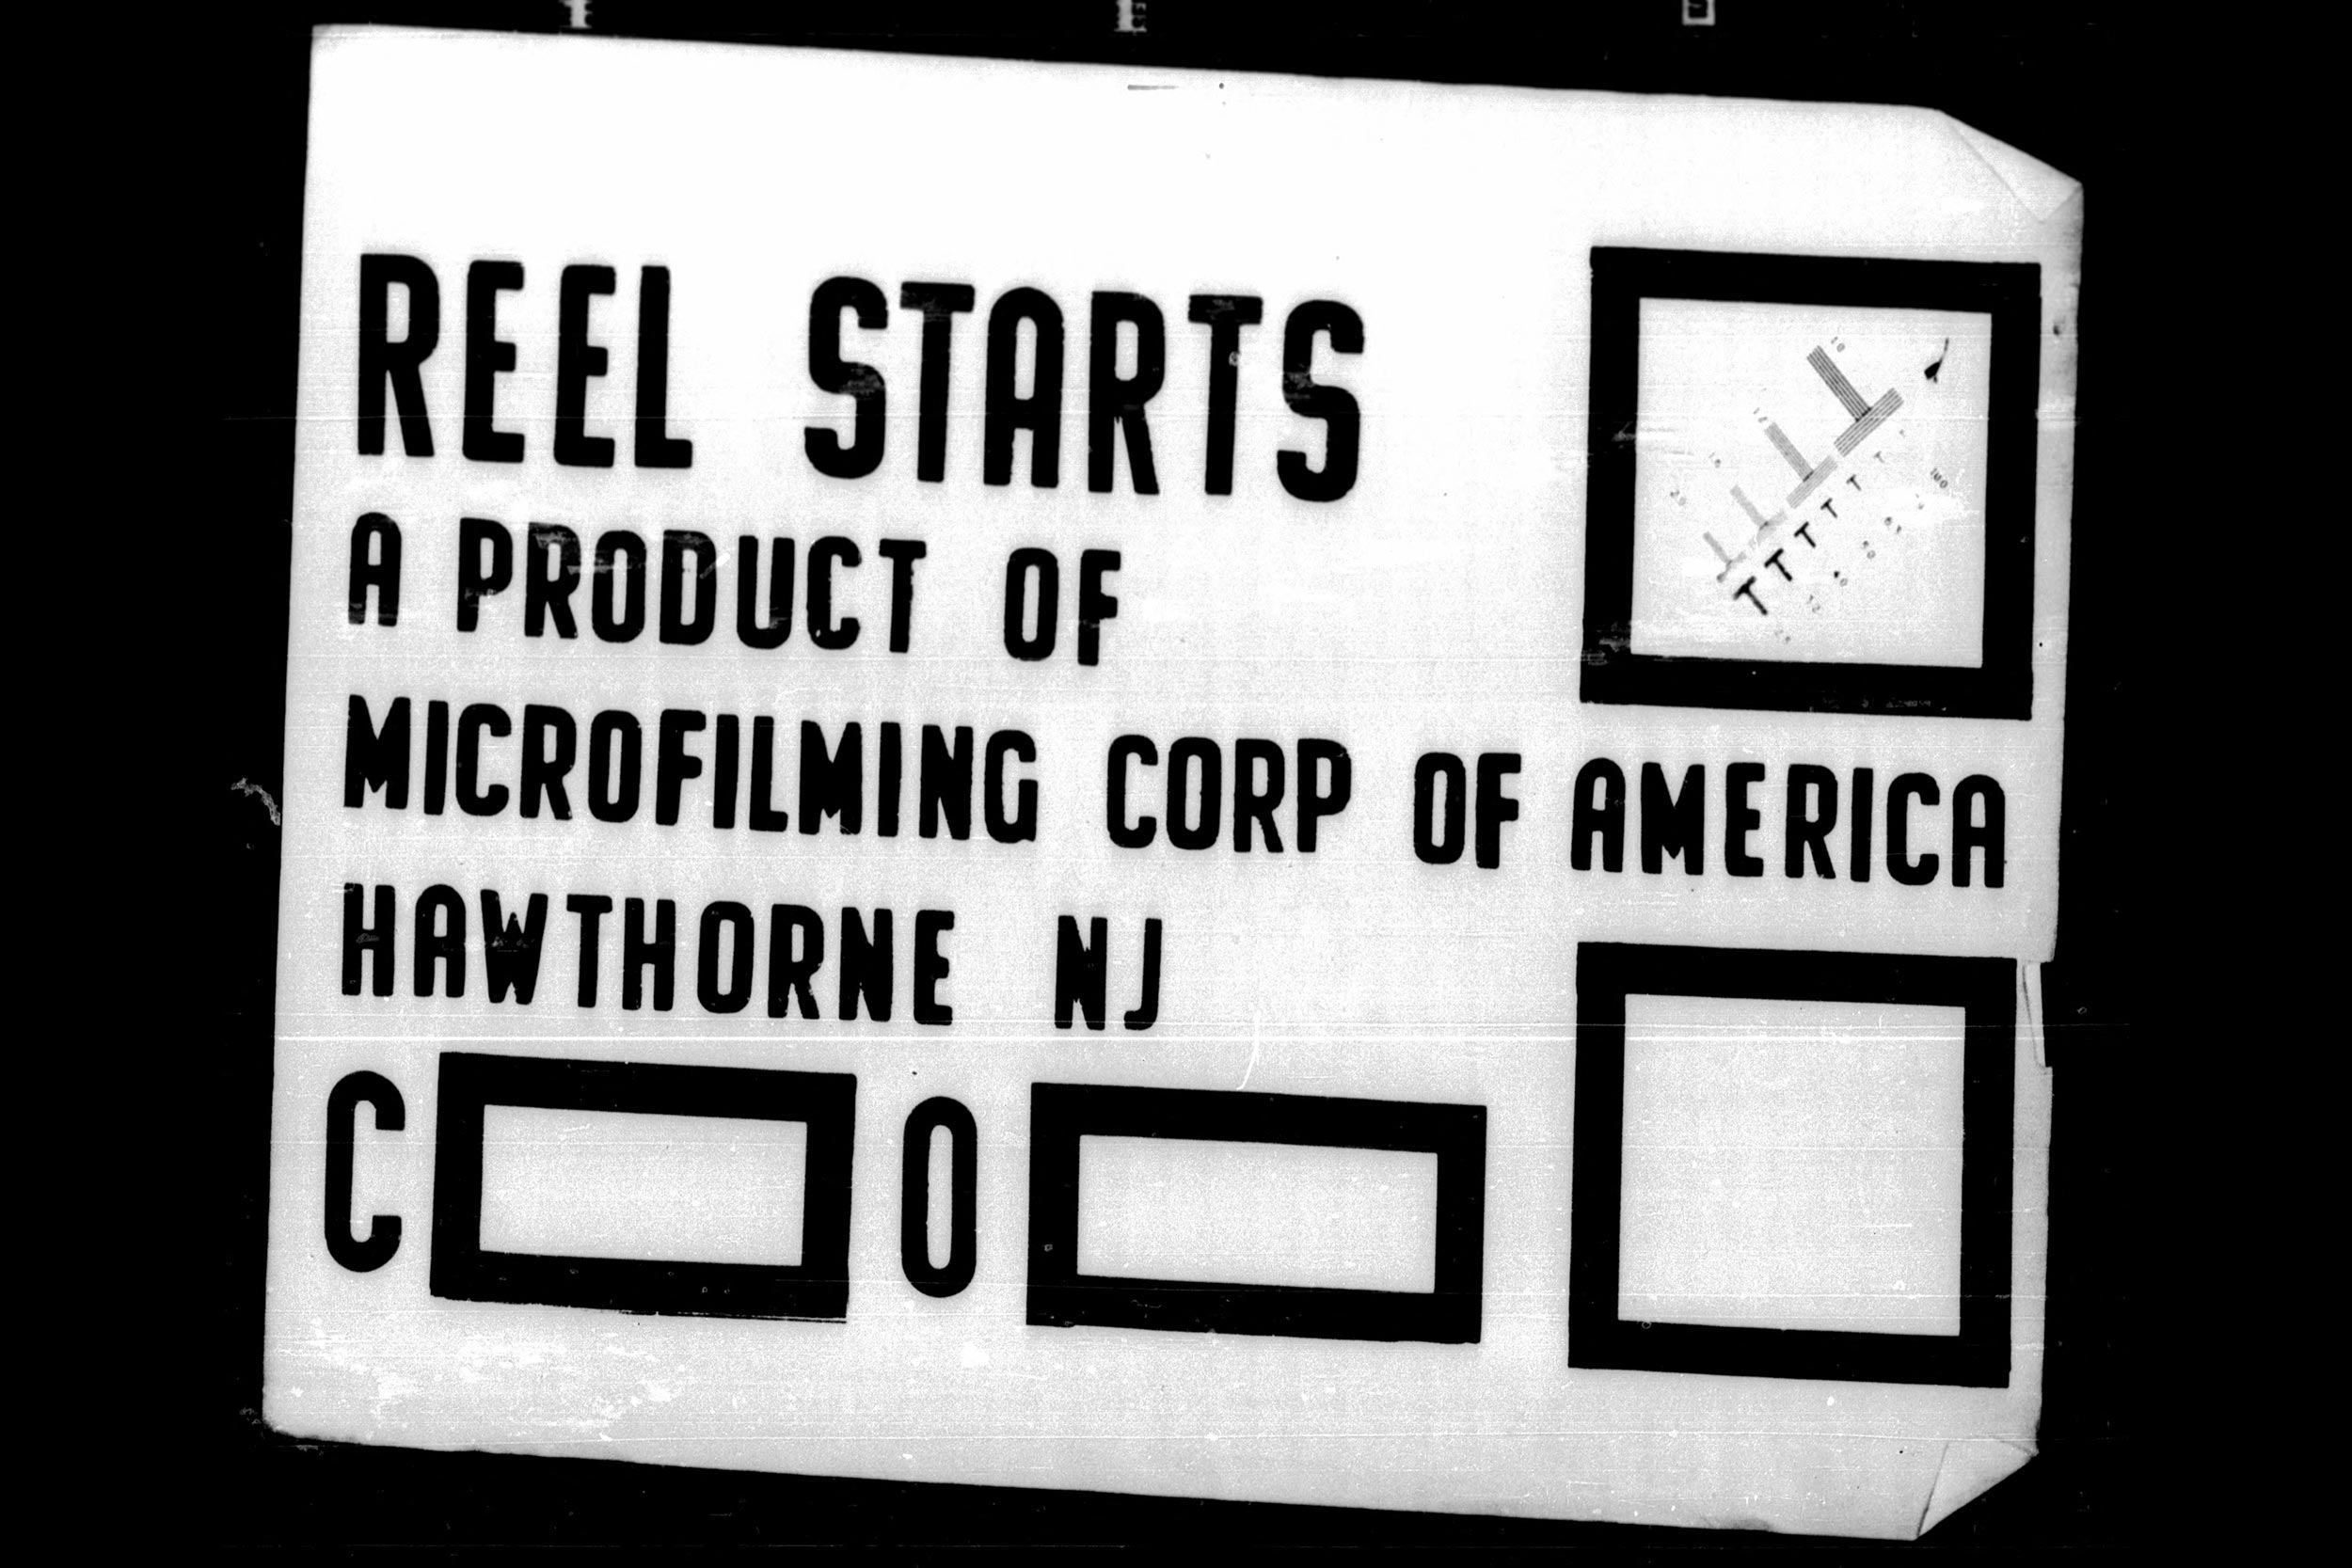 REEL STARTS
A PRODUCT OF
MICROFILMING CORP OF AMERICA
HAWTHORNE NJ
C O